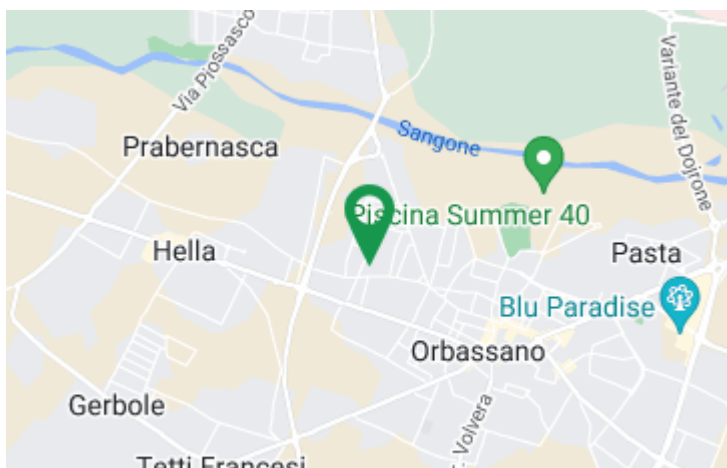 Via Piossasco
Variante del Dojrone
Sangone
Prabernasca
Piscina Summer 40
Hella
Pasta
Blu Paradise
Orbassano
Gerbole
Volvera
Tetti Francesi